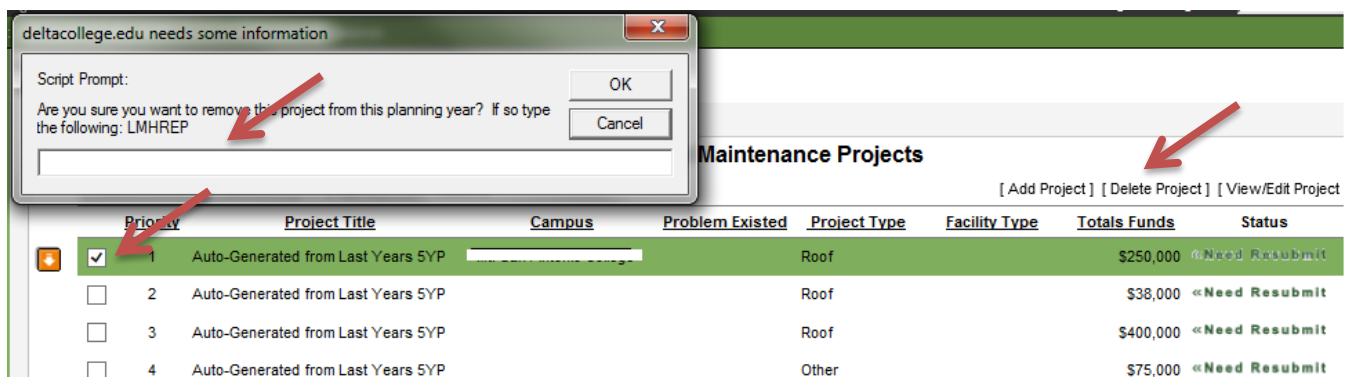 deltacollege.edu needs some information
Script Prompt:
OK
Are you sure you want to remove this project from this planning year? If so type
the following: LMHREP
Cancel
Maintenance Projects
[ Add Project ] [ Delete Project ] [ View/Edit Project
Priority Project Title Campus Problem Existed Project Type Facility Type Totals Funds Status
1 Auto-Generated from Last Years 5YP Roof $250,000 «Need Resubmit
2 Auto-Generated from Last Years 5YP Roof $38,000 «Need Resubmit
3 Auto-Generated from Last Years 5YP Roof $400,000 «Need Resubmit
4 Auto-Generated from Last Years 5YP Other $75,000 «Need Resubmit